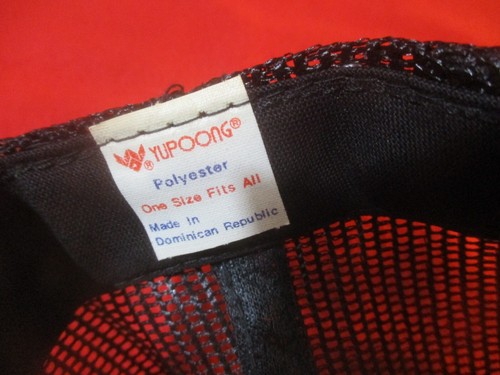 ® YUPOONG®
Polyester
One Size Fits All
Made In
Dominican Republic